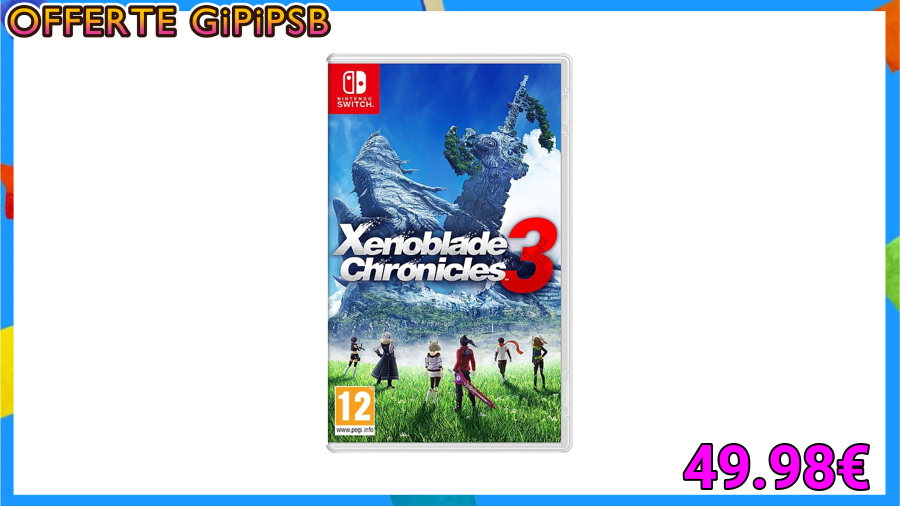 OFFERTE GiPiPSB
NINTENDO
SWITCH.
Xenoblade
Chronicles 3
12
www.pegi.info
49.98€